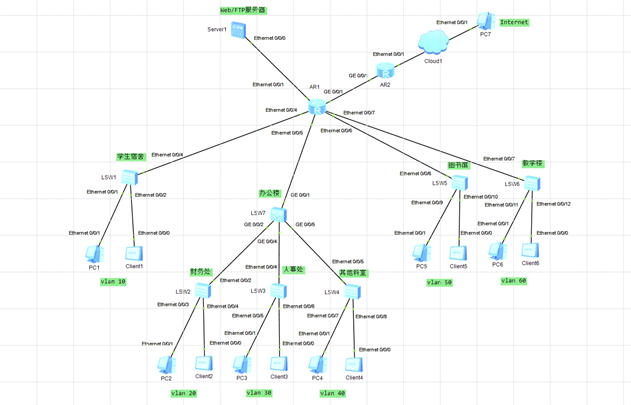 Web/FTP服务器
Ethernet 0/0/1
Internet
Server1
Ethernet 0/0/0
PC7
Ethernet 0/0/1
Cloud1
GE 0/0/1
Ethernet 0/0/1
AR2
AR1
GE 0/0/1
Ethernet 0/0/4
Ethernet 0/0/7
Ethernet 0/0/5
Ethernet 0/0/6
学生宿舍
Ethernet 0/0/4
图书馆
Ethernet 0/0/7
教学楼
Ethernet 0/0/6
LSW1
LSW5
LSW6
Ethernet 0/0/1
Ethernet 0/0/2
办公楼
GE 0/0/1
Ethernet 0/0/10
Ethernet 0/0/9
Ethernet 0/0/11
Ethernet 0/0/12
LSW7
GE 0/0/2
GE 0/0/5
Ethernet 0/0/1
Ethernet 0/0/0
GE 0/0/4
Ethernet 0/0/1
Ethernet 0/0/0
Ethernet 0/0/1
Ethernet 0/0/0
PC1
Client1
PC5
Client5
PC6
Client6
vlan 10
财务处
人事处
其他科室
vlan 50
vlan 60
Ethernet 0/0/2
Ethernet 0/0/4
Ethernet 0/0/5
LSW2
LSW3
LSW4
Ethernet 0/0/3
Ethernet 0/0/4
Ethernet 0/0/5
Ethernet 0/0/6
Ethernet 0/0/7
Ethernet 0/0/8
Ethernet 0/0/1
Ethernet 0/0/0
Ethernet 0/0/1
Ethernet 0/0/0
Ethernet 0/0/1
Ethernet 0/0/0
PC2
Client2
PC3
Client3
PC4
Client4
vlan 20
vlan 30
vlan 40